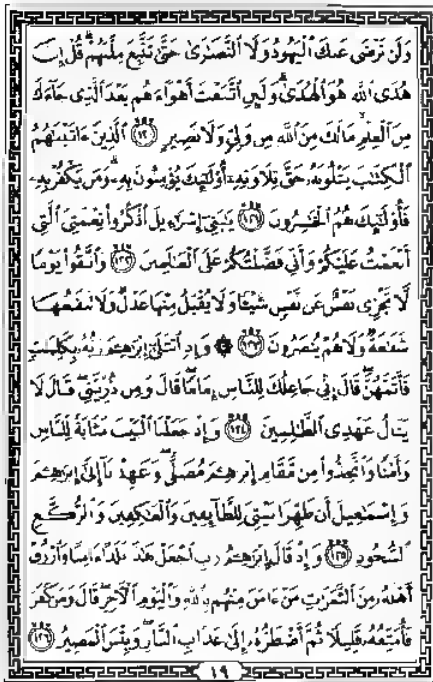 وَلَن تَرْضَىٰ عَنكَ ٱلْيَهُودُ وَلَا ٱلنَّصَٰرَىٰ حَتَّىٰ تَتَّبِعَ مِلَّتَهُمْ ۗ قُلْ إِنَّ
هُدَى ٱللَّهِ هُوَ ٱلْهُدَىٰ ۗ وَلَئِنِ ٱتَّبَعْتَ أَهْوَآءَهُم بَعْدَ ٱلَّذِى جَآءَكَ
مِنَ ٱلْعِلْمِ ۙ مَا لَكَ مِنَ ٱللَّهِ مِن وَلِىٍّ وَلَا نَصِيرٍ ﴿١٢٠﴾ ٱلَّذِينَ ءَاتَيْنَٰهُمُ
ٱلْكِتَٰبَ يَتْلُونَهُۥ حَقَّ تِلَاوَتِهِۦٓ أُو۟لَٰٓئِكَ يُؤْمِنُونَ بِهِۦ ۗ وَمَن يَكْفُرْ بِهِۦ
فَأُو۟لَٰٓئِكَ هُمُ ٱلْخَٰسِرُونَ ﴿١٢١﴾ يَٰبَنِىٓ إِسْرَٰٓءِيلَ ٱذْكُرُوا۟ نِعْمَتِىَ ٱلَّتِىٓ
أَنْعَمْتُ عَلَيْكُمْ وَأَنِّى فَضَّلْتُكُمْ عَلَى ٱلْعَٰلَمِينَ ﴿١٢٢﴾ وَٱتَّقُوا۟ يَوْمًا
لَّا تَجْزِى نَفْسٌ عَن نَّفْسٍ شَيْـًٔا وَلَا يُقْبَلُ مِنْهَا عَدْلٌ وَلَا تَنفَعُهَا
شَفَٰعَةٌ وَلَا هُمْ يُنصَرُونَ ﴿١٢٣﴾ ۞ وَإِذِ ٱبْتَلَىٰٓ إِبْرَٰهِـۧمَ رَبُّهُۥ بِكَلِمَٰتٍ
فَأَتَمَّهُنَّ ۖ قَالَ إِنِّى جَاعِلُكَ لِلنَّاسِ إِمَامًا ۖ قَالَ وَمِن ذُرِّيَّتِى ۖ قَالَ لَا
يَنَالُ عَهْدِى ٱلظَّٰلِمِينَ ﴿١٢٤﴾ وَإِذْ جَعَلْنَا ٱلْبَيْتَ مَثَابَةً لِّلنَّاسِ
وَأَمْنًا وَٱتَّخِذُوا۟ مِن مَّقَامِ إِبْرَٰهِـۧمَ مُصَلًّى ۖ وَعَهِدْنَآ إِلَىٰٓ إِبْرَٰهِـۧمَ
وَإِسْمَٰعِيلَ أَن طَهِّرَا بَيْتِىَ لِلطَّآئِفِينَ وَٱلْعَٰكِفِينَ وَٱلرُّكَّعِ
ٱلسُّجُودِ ﴿١٢٥﴾ وَإِذْ قَالَ إِبْرَٰهِـۧمُ رَبِّ ٱجْعَلْ هَٰذَا بَلَدًا ءَامِنًا وَٱرْزُقْ
أَهْلَهُۥ مِنَ ٱلثَّمَرَٰتِ مَنْ ءَامَنَ مِنْهُم بِٱللَّهِ وَٱلْيَوْمِ ٱلْءَاخِرِ ۖ قَالَ وَمَن كَفَرَ
فَأُمَتِّعُهُۥ قَلِيلًا ثُمَّ أَضْطَرُّهُۥٓ إِلَىٰ عَذَابِ ٱلنَّارِ ۖ وَبِئْسَ ٱلْمَصِيرُ ﴿١٢٦﴾
١٩